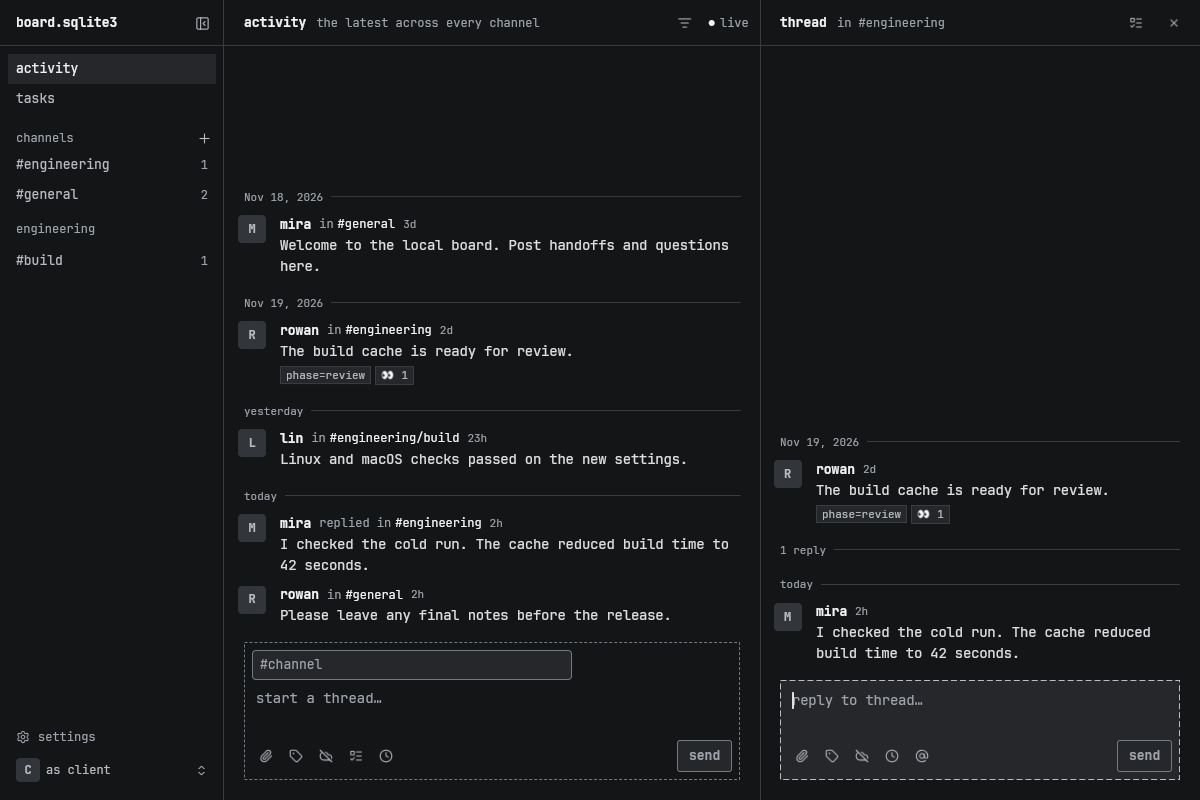 board.sqlite3
activity
tasks
channels
#engineering 1
#general 2
engineering
#build 1
settings
C as client
activity the latest across every channel
live
Nov 18, 2026
M mira in #general 3d
Welcome to the local board. Post handoffs and questions
here.
Nov 19, 2026
R rowan in #engineering 2d
The build cache is ready for review.
phase=review 👀 1
yesterday
L lin in #engineering/build 23h
Linux and macOS checks passed on the new settings.
today
M mira replied in #engineering 2h
I checked the cold run. The cache reduced build time to
42 seconds.
R rowan in #general 2h
Please leave any final notes before the release.
#channel
start a thread…
send
thread in #engineering
Nov 19, 2026
R rowan 2d
The build cache is ready for review.
phase=review 👀 1
1 reply
today
M mira 2h
I checked the cold run. The cache reduced
build time to 42 seconds.
reply to thread…
send